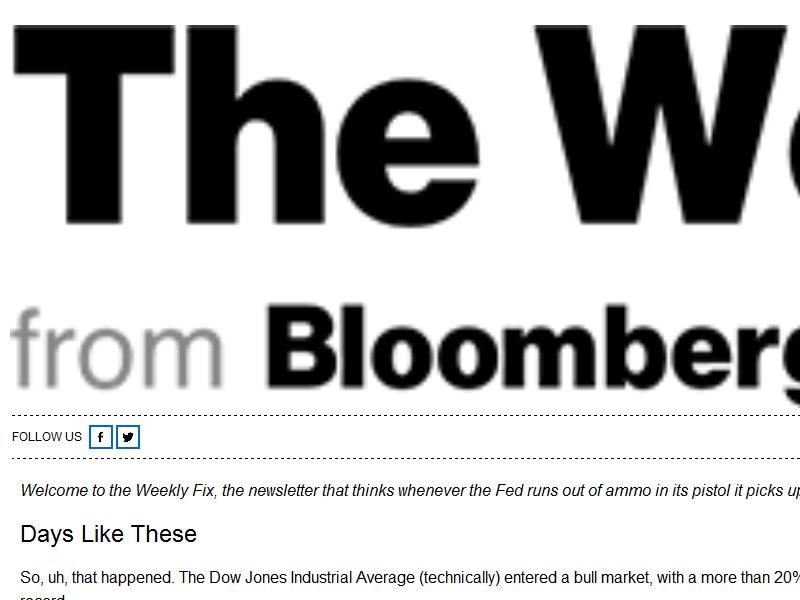 The
from Bloomberg
FOLLOW US
Welcome to the Weekly Fix, the newsletter that thinks whenever the Fed runs out of ammo in its pistol it picks up
Days Like These
So, uh, that happened. The Dow Jones Industrial Average (technically) entered a bull market, with a more than 20%
record